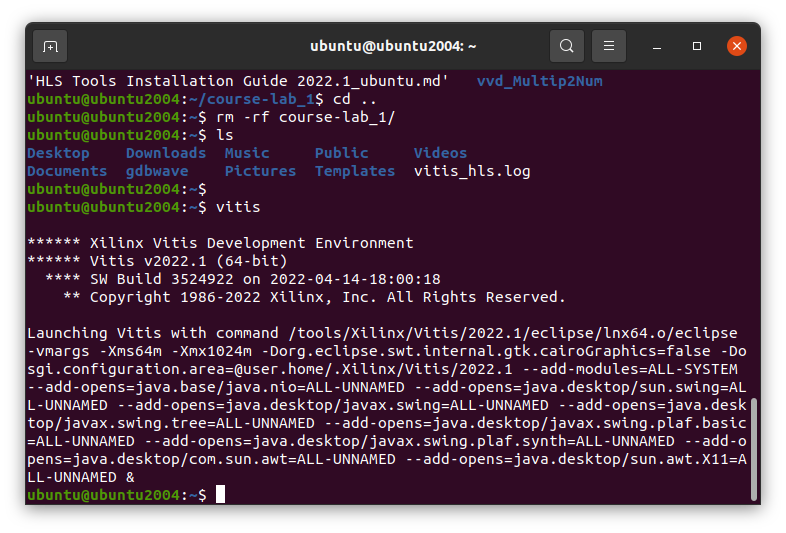 ubuntu@ubuntu2004: ~
'HLS Tools Installation Guide 2022.1_ubuntu.md'   vvd_Multip2Num
ubuntu@ubuntu2004:~/course-lab_1$ cd ..
ubuntu@ubuntu2004:~$ rm -rf course-lab_1/
ubuntu@ubuntu2004:~$ ls
Desktop    Downloads  Music     Public     Videos
Documents  gdbwave    Pictures  Templates  vitis_hls.log
ubuntu@ubuntu2004:~$
ubuntu@ubuntu2004:~$ vitis
****** Xilinx Vitis Development Environment
****** Vitis v2022.1 (64-bit)
  **** SW Build 3524922 on 2022-04-14-18:00:18
    ** Copyright 1986-2022 Xilinx, Inc. All Rights Reserved.
Launching Vitis with command /tools/Xilinx/Vitis/2022.1/eclipse/lnx64.o/eclipse
-vmargs -Xms64m -Xmx1024m -Dorg.eclipse.swt.internal.gtk.cairoGraphics=false -Do
sgi.configuration.area=@user.home/.Xilinx/Vitis/2022.1 --add-modules=ALL-SYSTEM
--add-opens=java.base/java.nio=ALL-UNNAMED --add-opens=java.desktop/sun.swing=AL
L-UNNAMED --add-opens=java.desktop/javax.swing=ALL-UNNAMED --add-opens=java.desk
top/javax.swing.tree=ALL-UNNAMED --add-opens=java.desktop/javax.swing.plaf.basic
=ALL-UNNAMED --add-opens=java.desktop/javax.swing.plaf.synth=ALL-UNNAMED --add-o
pens=java.desktop/com.sun.awt=ALL-UNNAMED --add-opens=java.desktop/sun.awt.X11=A
LL-UNNAMED &
ubuntu@ubuntu2004:~$